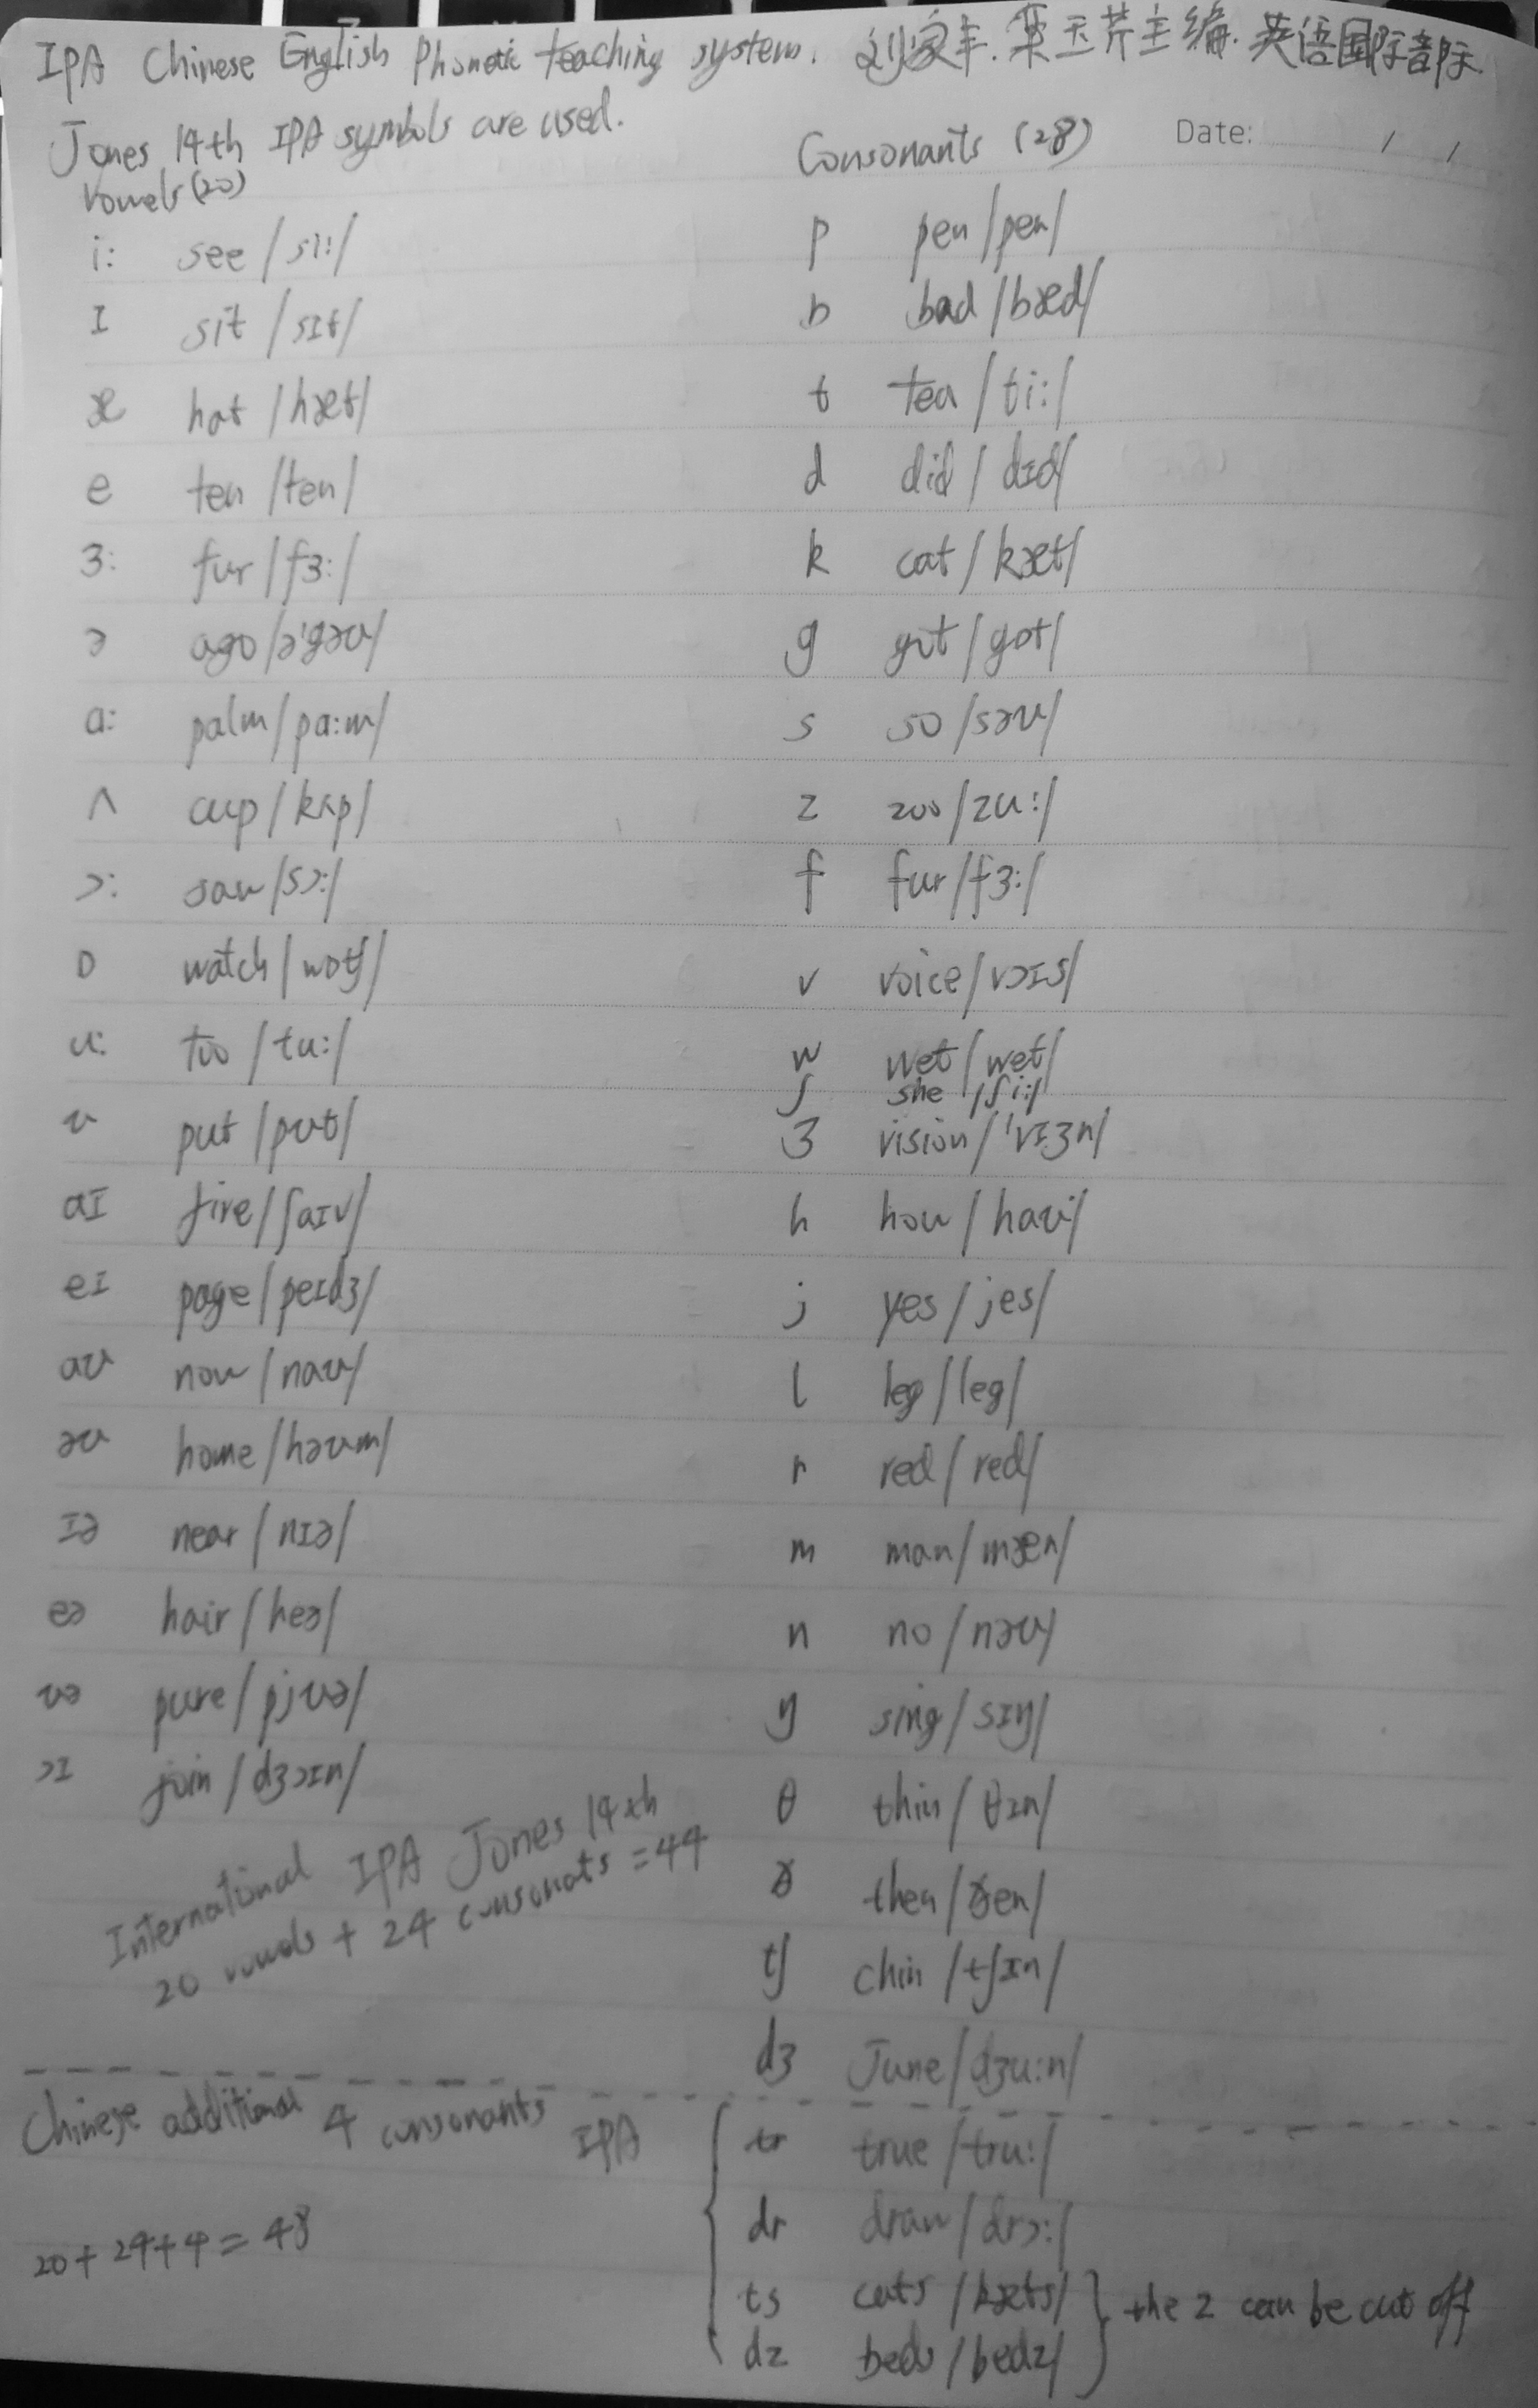 IPA Chinese English Phonetic teaching system. 刘家丰.栗玉芹主编.英语国际音际.
Jones 14th IPA symbols are used.
Date: / /
Vowels (20)
i: see /si:/
ɪ sit /sɪt/
æ hat /hæt/
e ten /ten/
ɜ: fur /fɜ:/
ə ago /ə'gəʊ/
ɑ: palm /pɑ:m/
ʌ cup /kʌp/
ɔ: saw /sɔ:/
ɒ watch /wɒtʃ/
u: too /tu:/
ʊ put /pʊt/
aɪ five /faɪv/
eɪ page /peɪdʒ/
aʊ now /naʊ/
əʊ home /həʊm/
ɪə near /nɪə/
eə hair /heə/
ʊə pure /pjʊə/
ɔɪ join /dʒɔɪn/
International IPA Jones 14th
20 vowels + 24 consonats = 44
Consonants (28)
p pen /pen/
b bad /bæd/
t tea /ti:/
d did /dɪd/
k cat /kæt/
g got /gɒt/
s so /səʊ/
z zoo /zu:/
f fur /fɜ:/
v voice /vɔɪs/
w wet /wet/
ʃ she /ʃi:/
ʒ vision /'vɪʒn/
h how /haʊ/
j yes /jes/
l leg /leg/
r red /red/
m man /mæn/
n no /nəʊ/
ŋ sing /sɪŋ/
θ thin /θɪn/
ð then /ðen/
tʃ chin /tʃɪn/
dʒ June /dʒu:n/
Chinese additional 4 consonants IPA
20 + 24 + 4 = 48
tr true /tru:/
dr draw /drɔ:/
ts cats /kæts/
dz beds /bedz/
the 2 can be cut off